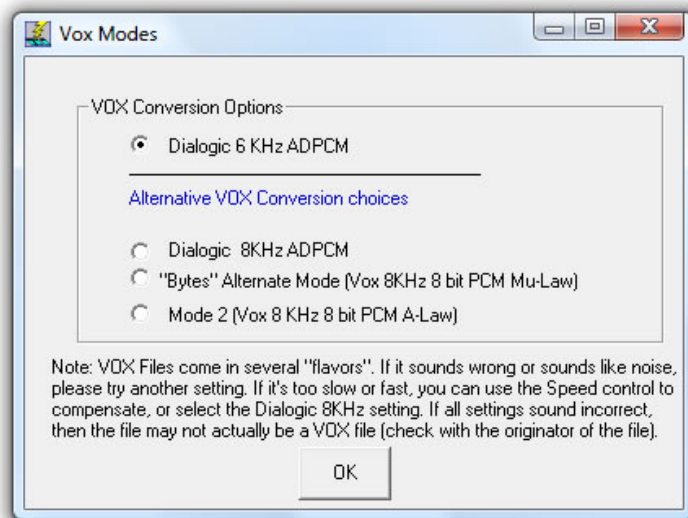 Vox Modes
VOX Conversion Options
Dialogic 6 KHz ADPCM
Alternative VOX Conversion choices
Dialogic  8KHz ADPCM
"Bytes" Alternate Mode (Vox 8KHz 8 bit PCM Mu-Law)
Mode 2 (Vox 8 KHz 8 bit PCM A-Law)
Note: VOX Files come in several "flavors". If it sounds wrong or sounds like noise,
please try another setting. If it's too slow or fast, you can use the Speed control to
compensate, or select the Dialogic 8KHz setting. If all settings sound incorrect,
then the file may not actually be a VOX file (check with the originator of the file).
OK